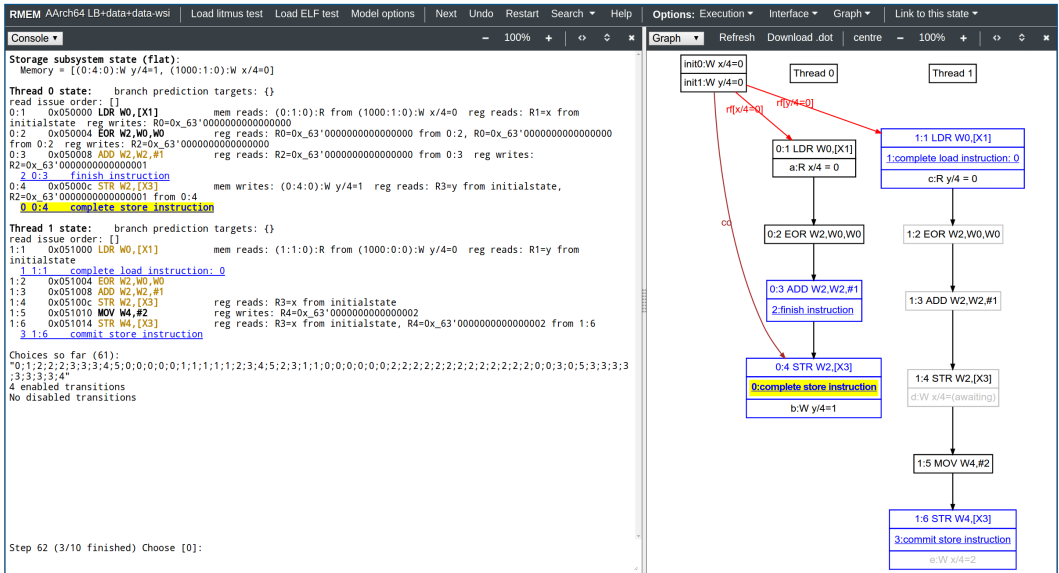 RMEM AArch64 LB+data+data-wsi Load litmus test Load ELF test Model options Next Undo Restart Search Help Options: Execution Interface Graph Link to this state
Console 100% Graph Refresh Download .dot centre 100%
Storage subsystem state (flat):
Memory = [(0:4:0):W y/4=1, (1000:1:0):W x/4=0]
Thread 0 state: branch prediction targets: {}
read issue order: []
0:1 0x050000 LDR W0,[X1] mem reads: (0:1:0):R from (1000:1:0):W x/4=0 reg reads: R1=x from
initialstate reg writes: R0=0x_63'0000000000000000
0:2 0x050004 EOR W2,W0,W0 reg reads: R0=0x_63'0000000000000000 from 0:2, R0=0x_63'0000000000000000
from 0:2 reg writes: R2=0x_63'0000000000000000
0:3 0x050008 ADD W2,W2,#1 reg reads: R2=0x_63'0000000000000000 from 0:3 reg writes:
R2=0x_63'0000000000000001
2 0:3 finish instruction
0:4 0x05000c STR W2,[X3] mem writes: (0:4:0):W y/4=1 reg reads: R3=y from initialstate,
R2=0x_63'0000000000000001 from 0:4
0 0:4 complete store instruction
Thread 1 state: branch prediction targets: {}
read issue order: []
1:1 0x051000 LDR W0,[X1] mem reads: (1:1:0):R from (1000:0:0):W y/4=0 reg reads: R1=y from
initialstate
1 1:1 complete load instruction: 0
1:2 0x051004 EOR W2,W0,W0
1:3 0x051008 ADD W2,W2,#1
1:4 0x05100c STR W2,[X3] reg reads: R3=x from initialstate
1:5 0x051010 MOV W4,#2 reg writes: R4=0x_63'0000000000000002
1:6 0x051014 STR W4,[X3] reg reads: R3=x from initialstate, R4=0x_63'0000000000000002 from 1:6
3 1:6 commit store instruction
Choices so far (61):
"0;1;2;2;2;3;3;3;4;5;0;0;0;0;0;1;1;1;1;1;2;3;4;5;2;3;1;1;0;0;0;0;0;0;2;2;2;2;2;2;2;2;2;2;2;2;2;0;0;3;0;5;3;3;3;3
;3;3;3;3;4"
4 enabled transitions
No disabled transitions
Step 62 (3/10 finished) Choose [0]:
init0:W x/4=0
init1:W y/4=0
Thread 0
Thread 1
rf[x/4=0]
rf[y/4=0]
co
0:1 LDR W0,[X1]
a:R x/4 = 0
0:2 EOR W2,W0,W0
0:3 ADD W2,W2,#1
2:finish instruction
0:4 STR W2,[X3]
0:complete store instruction
b:W y/4=1
1:1 LDR W0,[X1]
1:complete load instruction: 0
c:R y/4 = 0
1:2 EOR W2,W0,W0
1:3 ADD W2,W2,#1
1:4 STR W2,[X3]
d:W x/4=(awaiting)
1:5 MOV W4,#2
1:6 STR W4,[X3]
3:commit store instruction
e:W x/4=2